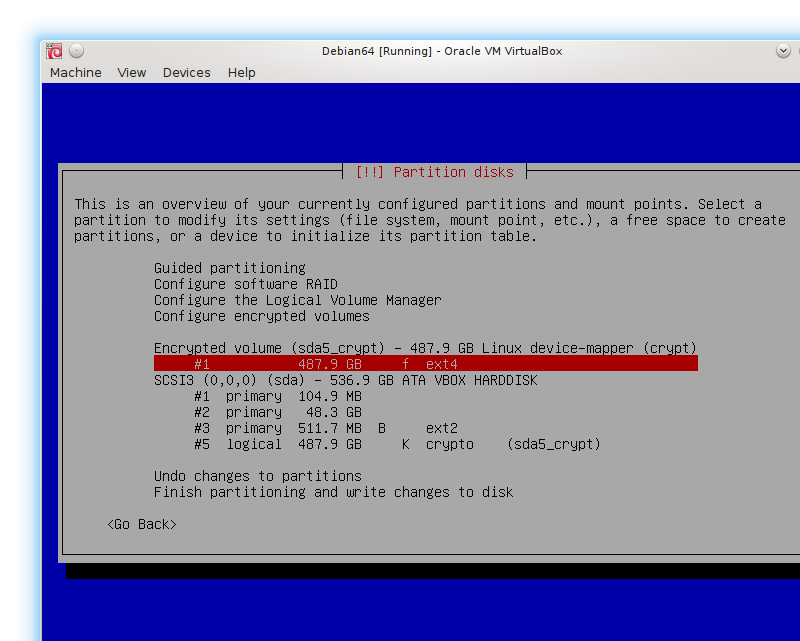 Debian64 [Running] - Oracle VM VirtualBox
Machine View Devices Help
[!!] Partition disks
This is an overview of your currently configured partitions and mount points. Select a
partition to modify its settings (file system, mount point, etc.), a free space to create
partitions, or a device to initialize its partition table.
Guided partitioning
Configure software RAID
Configure the Logical Volume Manager
Configure encrypted volumes
Encrypted volume (sda5_crypt) - 487.9 GB Linux device-mapper (crypt)
#1 487.9 GB f ext4
SCSI3 (0,0,0) (sda) - 536.9 GB ATA VBOX HARDDISK
#1 primary 104.9 MB
#2 primary 48.3 GB
#3 primary 511.7 MB B ext2
#5 logical 487.9 GB K crypto (sda5_crypt)
Undo changes to partitions
Finish partitioning and write changes to disk
<Go Back>